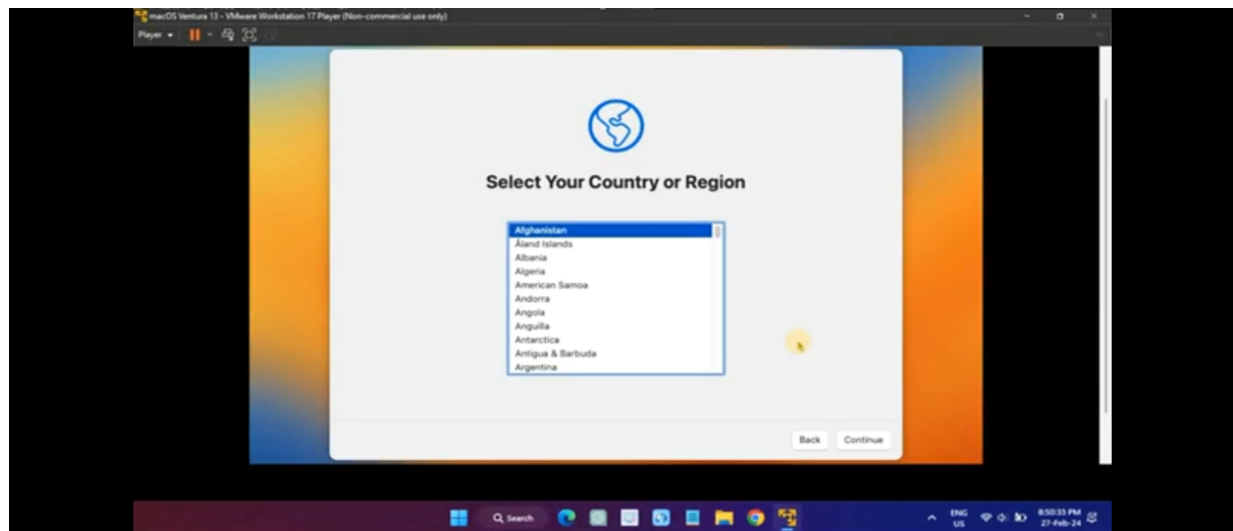 macOS Ventura 13 - VMware Workstation 17 Player (Non-commercial use only)
Player
Select Your Country or Region
Afghanistan
Åland Islands
Albania
Algeria
American Samoa
Andorra
Angola
Anguilla
Antarctica
Antigua & Barbuda
Argentina
Back Continue
Search
ENG
US
8:50:33 PM
27-Feb-24